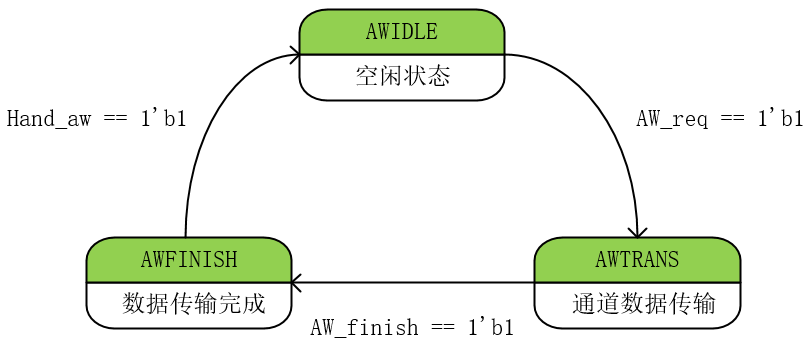 AWIDLE
空闲状态
Hand_aw == 1'b1
AW_req == 1'b1
AWFINISH
数据传输完成
AWTRANS
通道数据传输
AW_finish == 1'b1